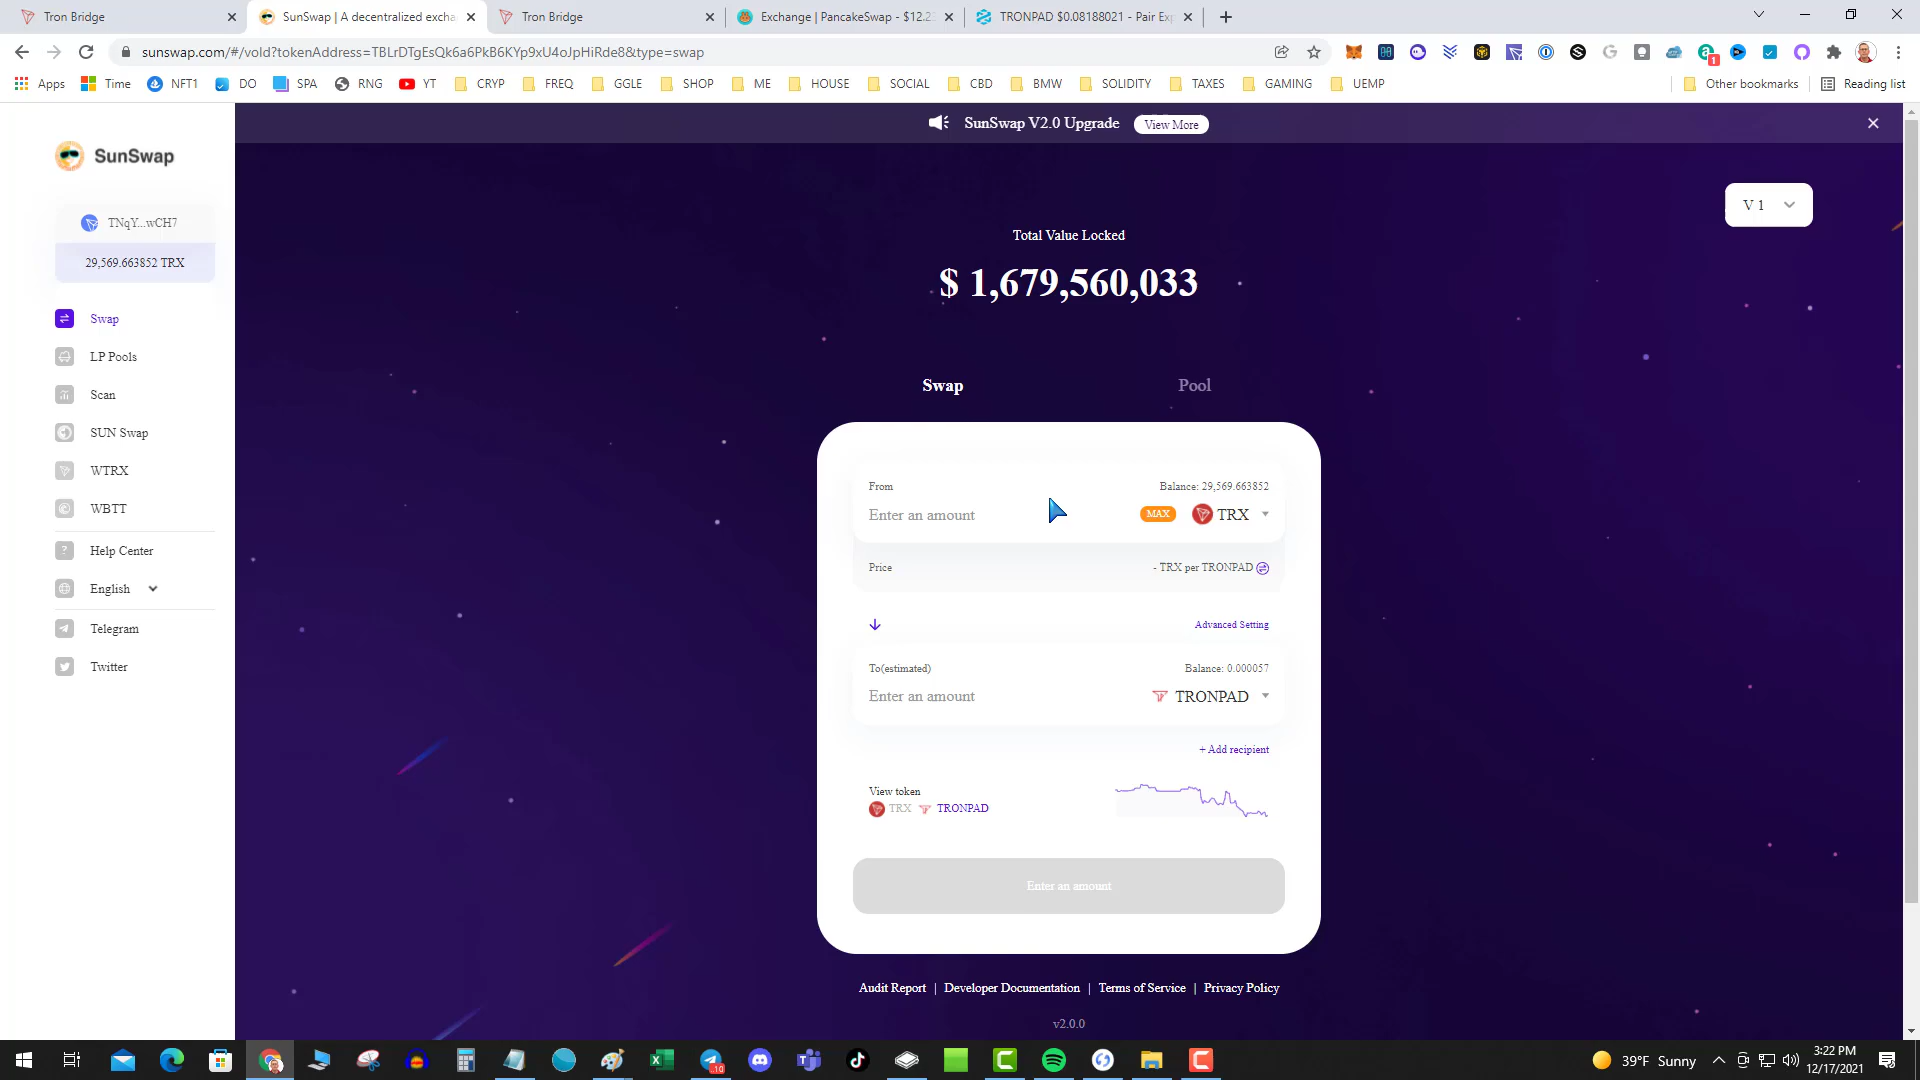 Tron Bridge
SunSwap | A decentralized excha
Tron Bridge
Exchange | PancakeSwap - $12.2
TRONPAD $0.08188021 - Pair Exp
sunswap.com/#/vold?tokenAddress=TBLrDTgEsQk6a6PkB6KYp9xU4oJpHiRde8&type=swap
Apps
Time
NFT1
DO
SPA
RNG
YT
CRYP
FREQ
GGLE
SHOP
ME
HOUSE
SOCIAL
CBD
BMW
SOLIDITY
TAXES
GAMING
UEMP
Other bookmarks
Reading list
SunSwap V2.0 Upgrade
View More
SunSwap
TNqY...wCH7
29,569.663852 TRX
Swap
LP Pools
Scan
SUN Swap
WTRX
WBTT
Help Center
English
Telegram
Twitter
V 1
Total Value Locked
$ 1,679,560,033
Swap
Pool
From
Balance: 29,569.663852
Enter an amount
MAX
TRX
Price
- TRX per TRONPAD
Advanced Setting
To(estimated)
Balance: 0.000057
Enter an amount
TRONPAD
+ Add recipient
View token
TRX
TRONPAD
Enter an amount
Audit Report | Developer Documentation | Terms of Service | Privacy Policy
v2.0.0
39°F Sunny
3:22 PM
12/17/2021